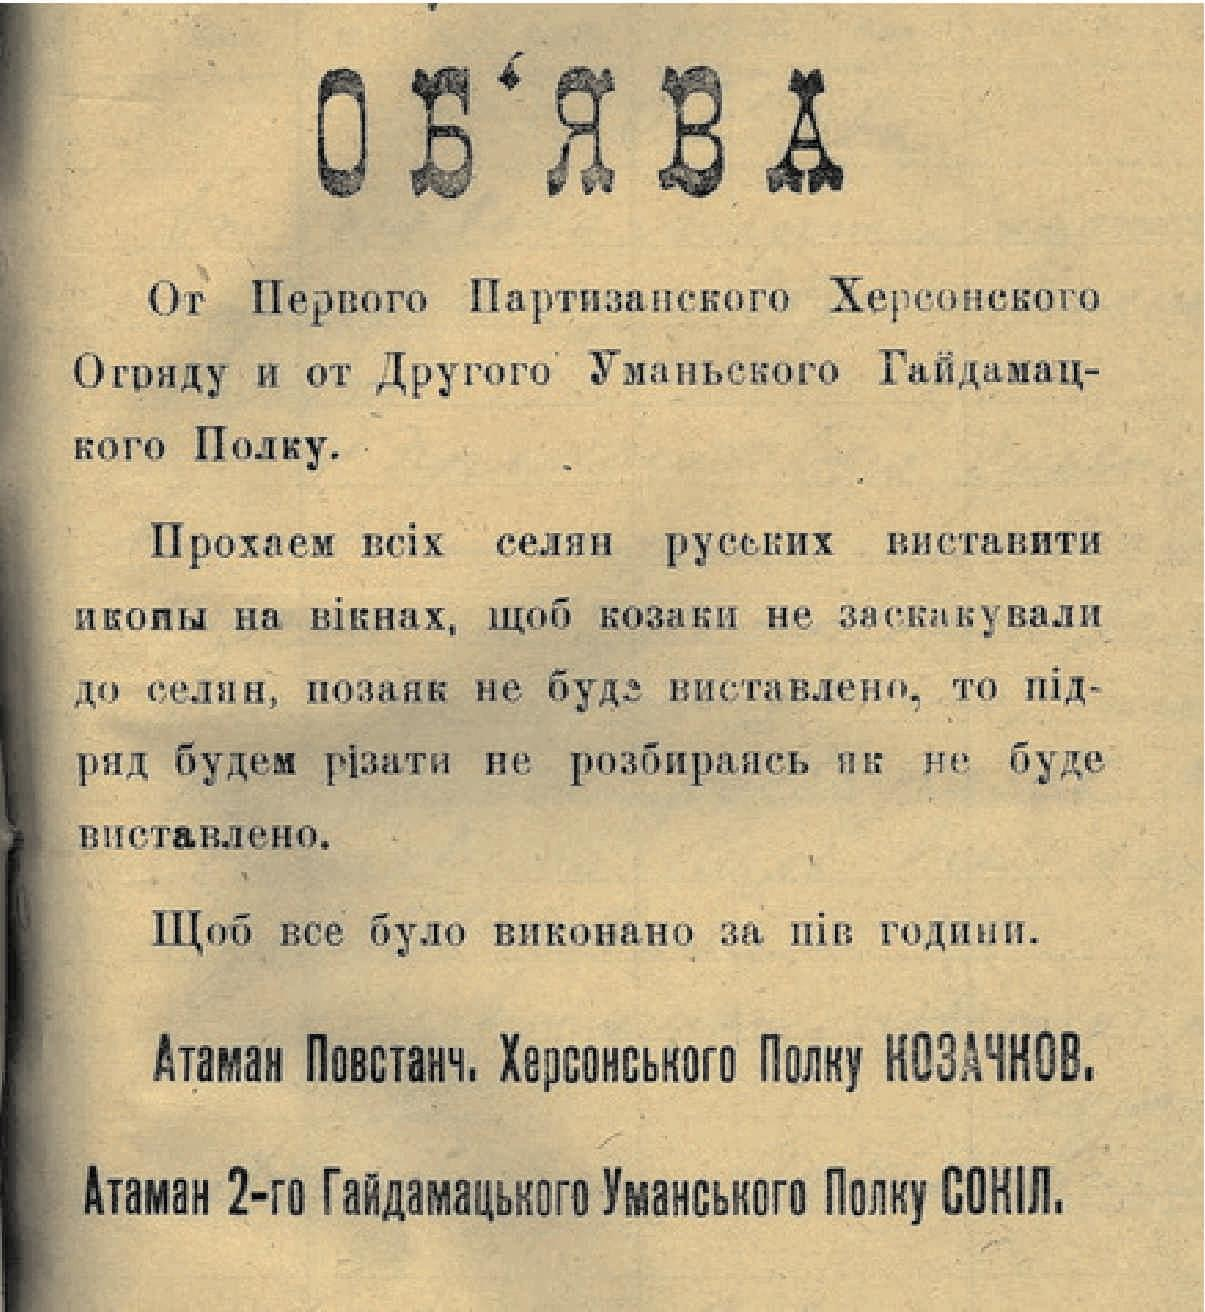 ОБ‘ЯВА
От Первого Партизанского Херсонского
Отряду и от Другого Уманьского Гайдамац-
кого Полку.
Прохаем всіх селян руських виставити
иконы на вікнах, щоб козаки не заскакували
до селян, позаяк не буде виставлено, то під-
ряд будем різати не розбираясь як не буде
виставлено.
Щоб все було виконано за пів години.
Атаман Повстанч. Херсонського Полку КОЗАЧКОВ.
Атаман 2-го Гайдамацького Уманського Полку СОКІЛ.